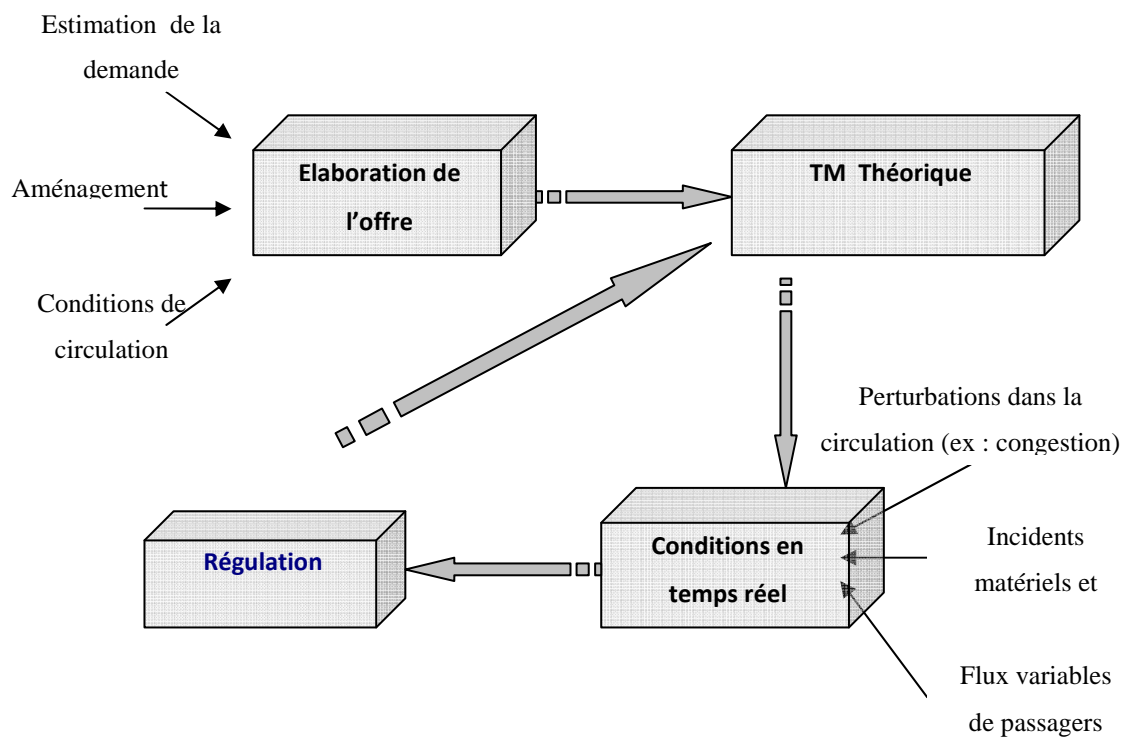 Estimation  de la
demande
Aménagement
Conditions de
circulation
Elaboration de
l'offre
TM  Théorique
Perturbations dans la
circulation (ex : congestion)
Incidents
matériels et
Flux variables
de passagers
Conditions en
temps réel
Régulation